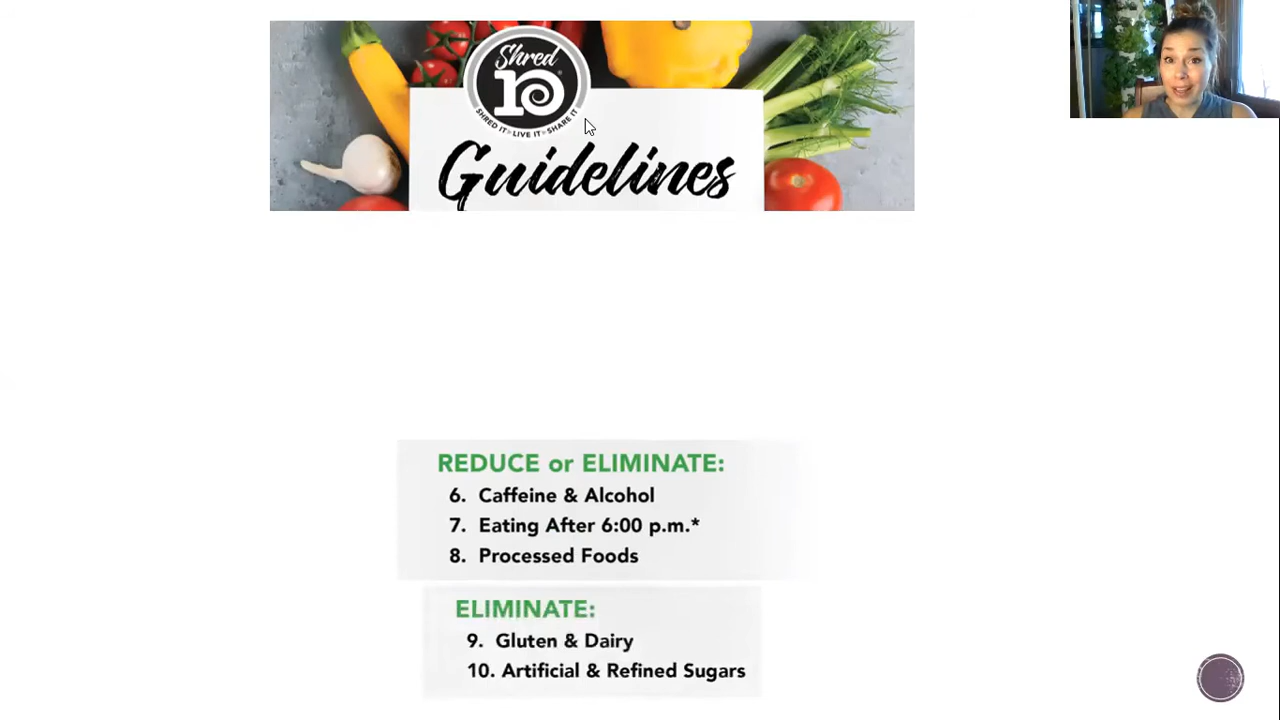 Shred
10
SHRED IT • LIVE IT • SHARE IT
Guidelines
REDUCE or ELIMINATE:
6. Caffeine & Alcohol
7. Eating After 6:00 p.m.*
8. Processed Foods
ELIMINATE:
9. Gluten & Dairy
10. Artificial & Refined Sugars